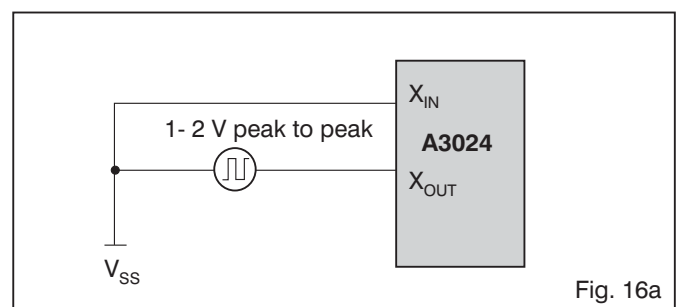 X_IN
1- 2 V peak to peak
A3024
X_OUT
V_SS
Fig. 16a